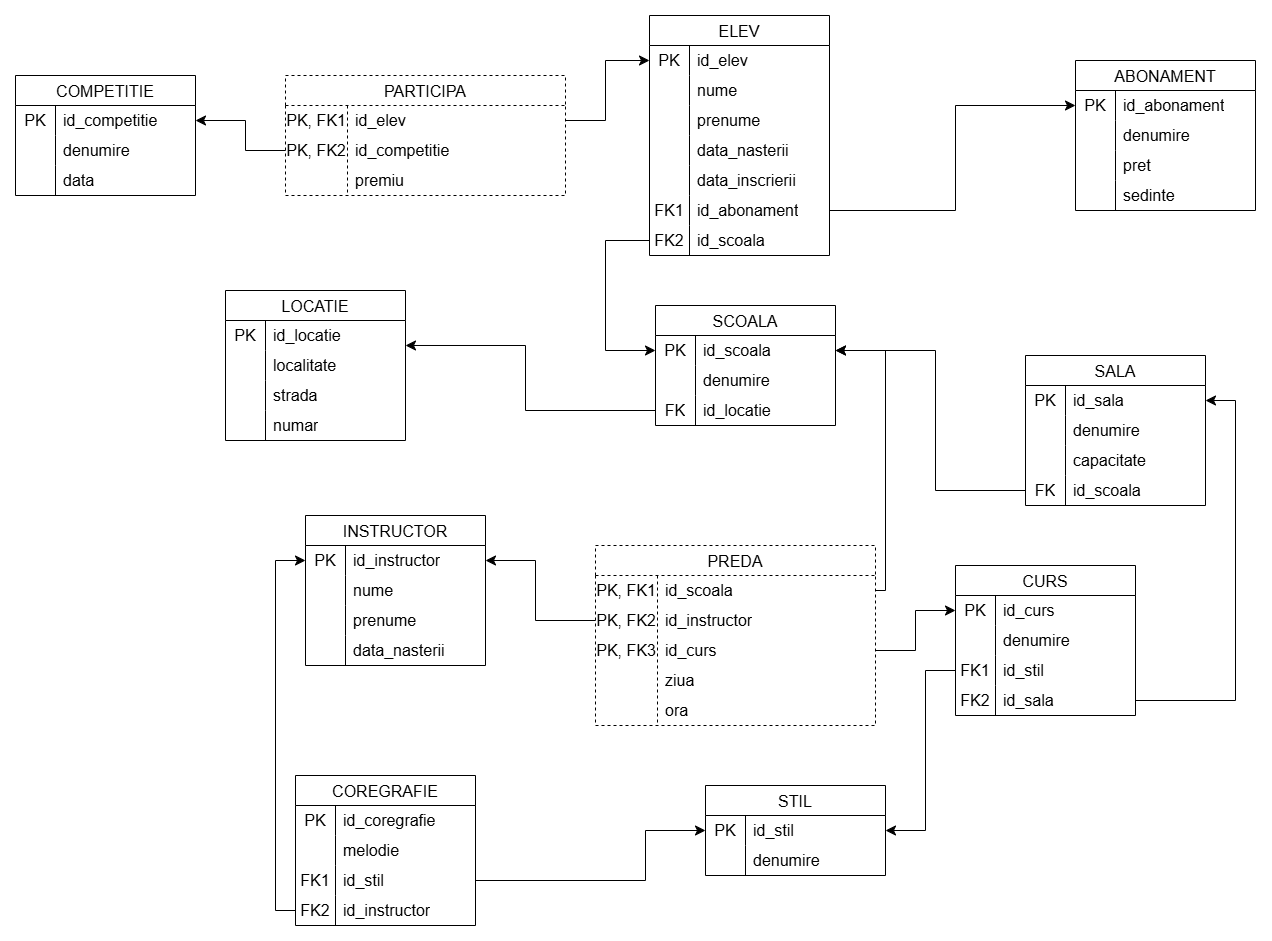 ELEV
PK id_elev
nume
prenume
data_nasterii
data_inscrierii
FK1 id_abonament
FK2 id_scoala
ABONAMENT
PK id_abonament
denumire
pret
sedinte
COMPETITIE
PK id_competitie
denumire
data
PARTICIPA
PK, FK1 id_elev
PK, FK2 id_competitie
premiu
LOCATIE
PK id_locatie
localitate
strada
numar
SCOALA
PK id_scoala
denumire
FK id_locatie
SALA
PK id_sala
denumire
capacitate
FK id_scoala
INSTRUCTOR
PK id_instructor
nume
prenume
data_nasterii
PREDA
PK, FK1 id_scoala
PK, FK2 id_instructor
PK, FK3 id_curs
ziua
ora
CURS
PK id_curs
denumire
FK1 id_stil
FK2 id_sala
COREGRAFIE
PK id_coregrafie
melodie
FK1 id_stil
FK2 id_instructor
STIL
PK id_stil
denumire